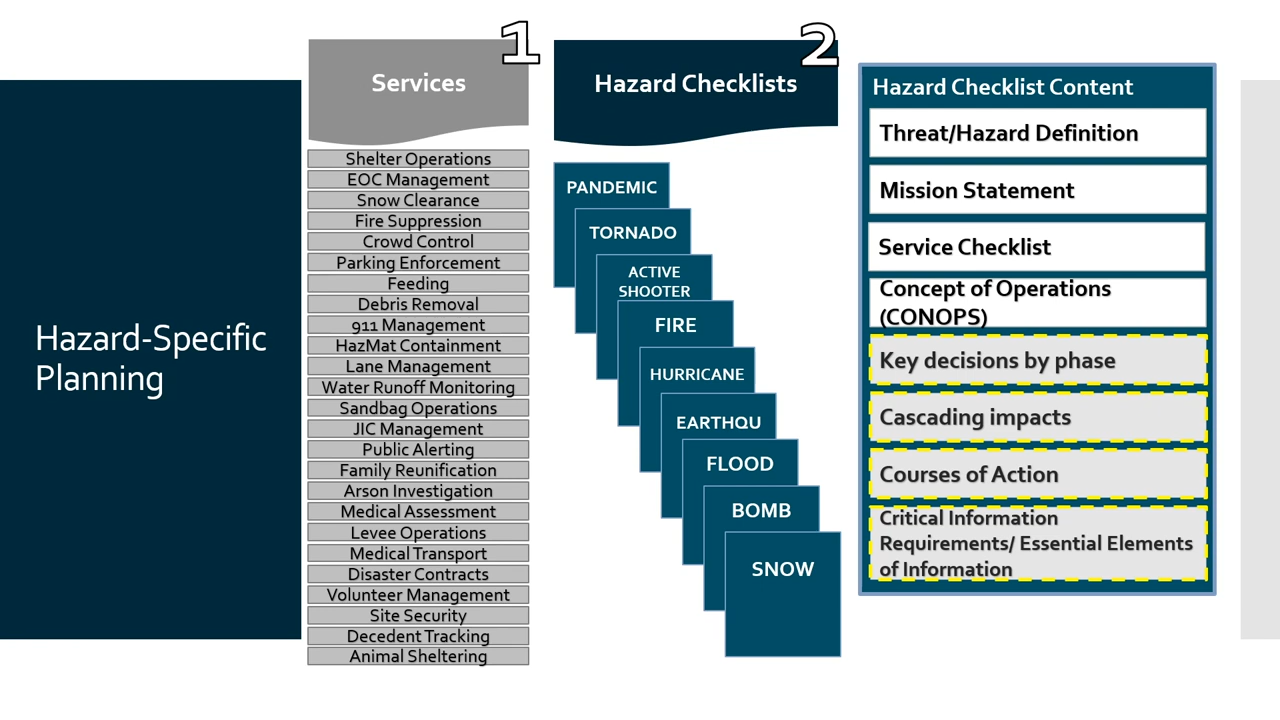 Hazard-Specific
Planning
1
Services
Shelter Operations
EOC Management
Snow Clearance
Fire Suppression
Crowd Control
Parking Enforcement
Feeding
Debris Removal
911 Management
HazMat Containment
Lane Management
Water Runoff Monitoring
Sandbag Operations
JIC Management
Public Alerting
Family Reunification
Arson Investigation
Medical Assessment
Levee Operations
Medical Transport
Disaster Contracts
Volunteer Management
Site Security
Decedent Tracking
Animal Sheltering
2
Hazard Checklists
PANDEMIC
TORNADO
ACTIVE
SHOOTER
FIRE
HURRICANE
EARTHQU
FLOOD
BOMB
SNOW
Hazard Checklist Content
Threat/Hazard Definition
Mission Statement
Service Checklist
Concept of Operations
(CONOPS)
Key decisions by phase
Cascading impacts
Courses of Action
Critical Information
Requirements/ Essential Elements
of Information